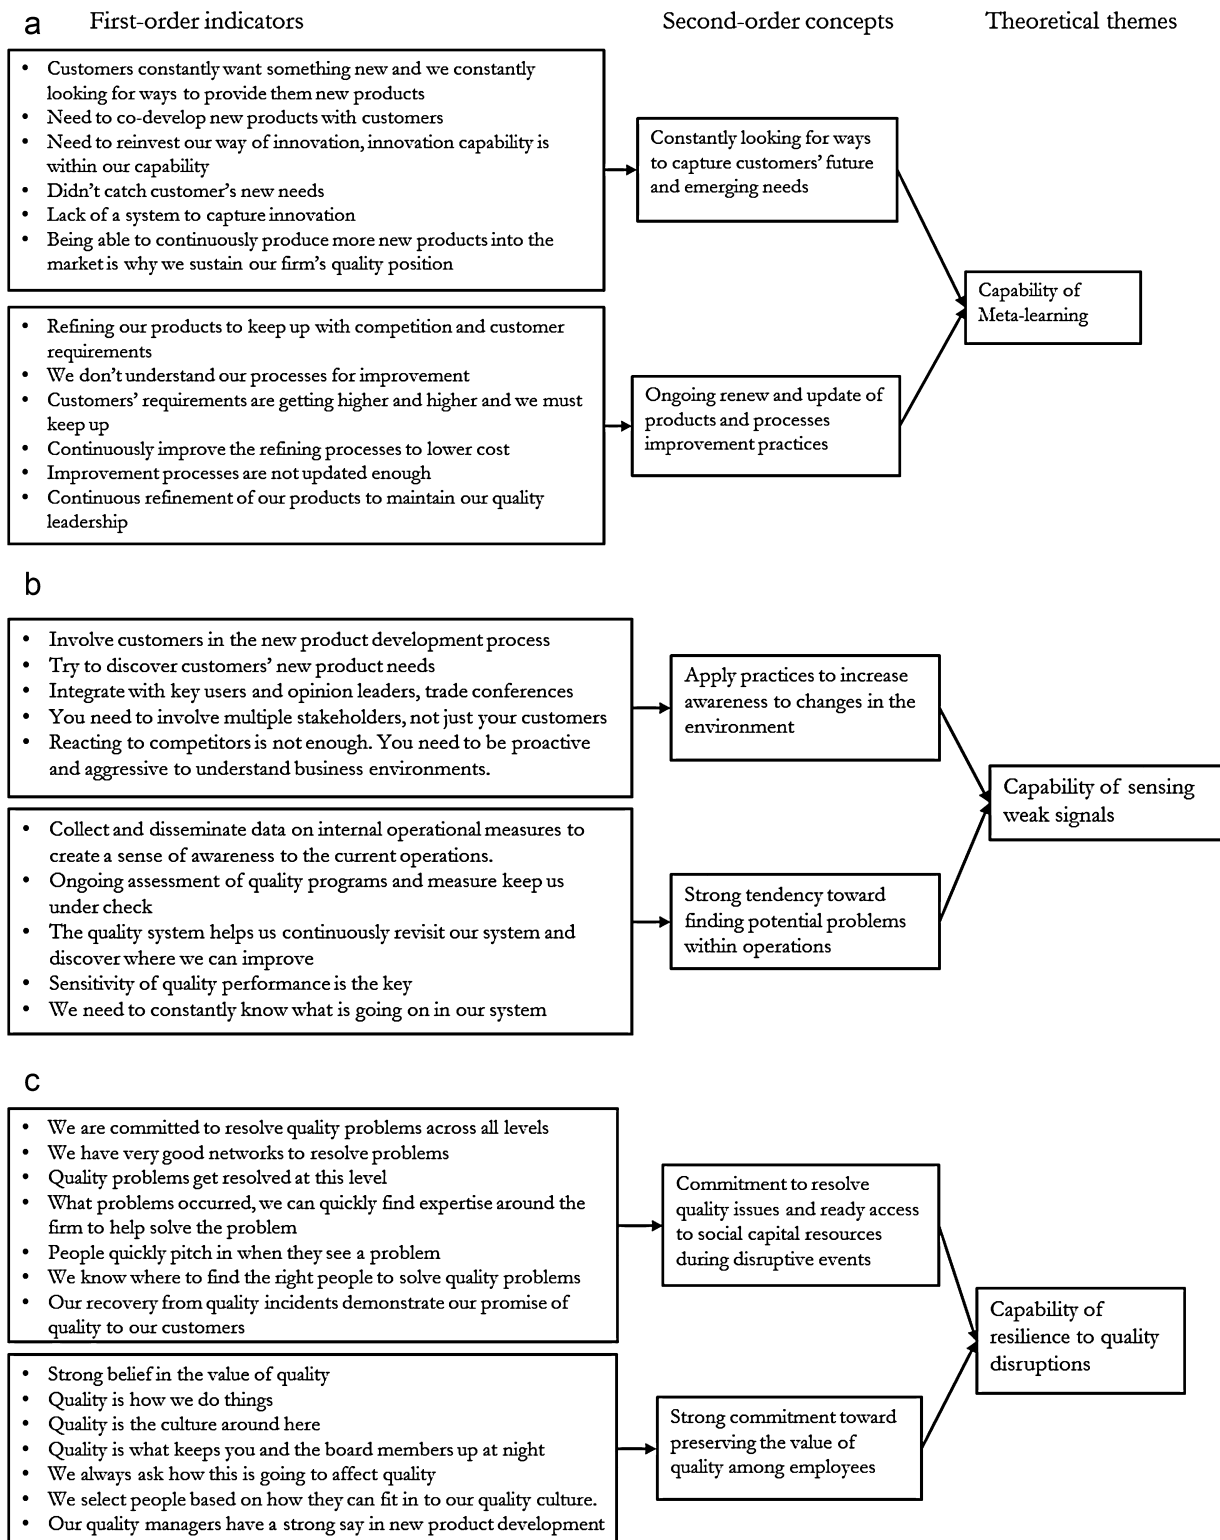 a
First-order indicators
Second-order concepts
Theoretical themes
• Customers constantly want something new and we constantly
looking for ways to provide them new products
• Need to co-develop new products with customers
• Need to reinvest our way of innovation, innovation capability is
within our capability
• Didn't catch customer's new needs
• Lack of a system to capture innovation
• Being able to continuously produce more new products into the
market is why we sustain our firm's quality position
Constantly looking for ways
to capture customers' future
and emerging needs
• Refining our products to keep up with competition and customer
requirements
• We don't understand our processes for improvement
• Customers' requirements are getting higher and higher and we must
keep up
• Continuously improve the refining processes to lower cost
• Improvement processes are not updated enough
• Continuous refinement of our products to maintain our quality
leadership
Ongoing renew and update of
products and processes
improvement practices
Capability of
Meta-learning
b
• Involve customers in the new product development process
• Try to discover customers' new product needs
• Integrate with key users and opinion leaders, trade conferences
• You need to involve multiple stakeholders, not just your customers
• Reacting to competitors is not enough. You need to be proactive
and aggressive to understand business environments.
Apply practices to increase
awareness to changes in the
environment
• Collect and disseminate data on internal operational measures to
create a sense of awareness to the current operations.
• Ongoing assessment of quality programs and measure keep us
under check
• The quality system helps us continuously revisit our system and
discover where we can improve
• Sensitivity of quality performance is the key
• We need to constantly know what is going on in our system
Strong tendency toward
finding potential problems
within operations
Capability of sensing
weak signals
c
• We are committed to resolve quality problems across all levels
• We have very good networks to resolve problems
• Quality problems get resolved at this level
• What problems occurred, we can quickly find expertise around the
firm to help solve the problem
• People quickly pitch in when they see a problem
• We know where to find the right people to solve quality problems
• Our recovery from quality incidents demonstrate our promise of
quality to our customers
Commitment to resolve
quality issues and ready access
to social capital resources
during disruptive events
• Strong belief in the value of quality
• Quality is how we do things
• Quality is the culture around here
• Quality is what keeps you and the board members up at night
• We always ask how this is going to affect quality
• We select people based on how they can fit in to our quality culture.
• Our quality managers have a strong say in new product development
Strong commitment toward
preserving the value of
quality among employees
Capability of
resilience to quality
disruptions